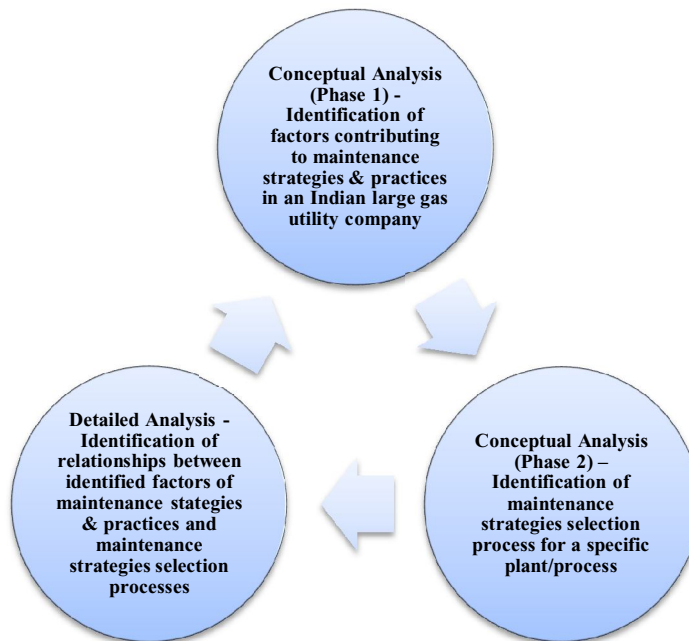 Conceptual Analysis
(Phase 1) -
Identification of
factors contributing
to maintenance
strategies & practices
in an Indian large gas
utility company
Conceptual Analysis
(Phase 2) –
Identification of
maintenance
strategies selection
process for a specific
plant/process
Detailed Analysis -
Identification of
relationships between
identified factors of
maintenance stategies
& practices and
maintenance
strategies selection
processes